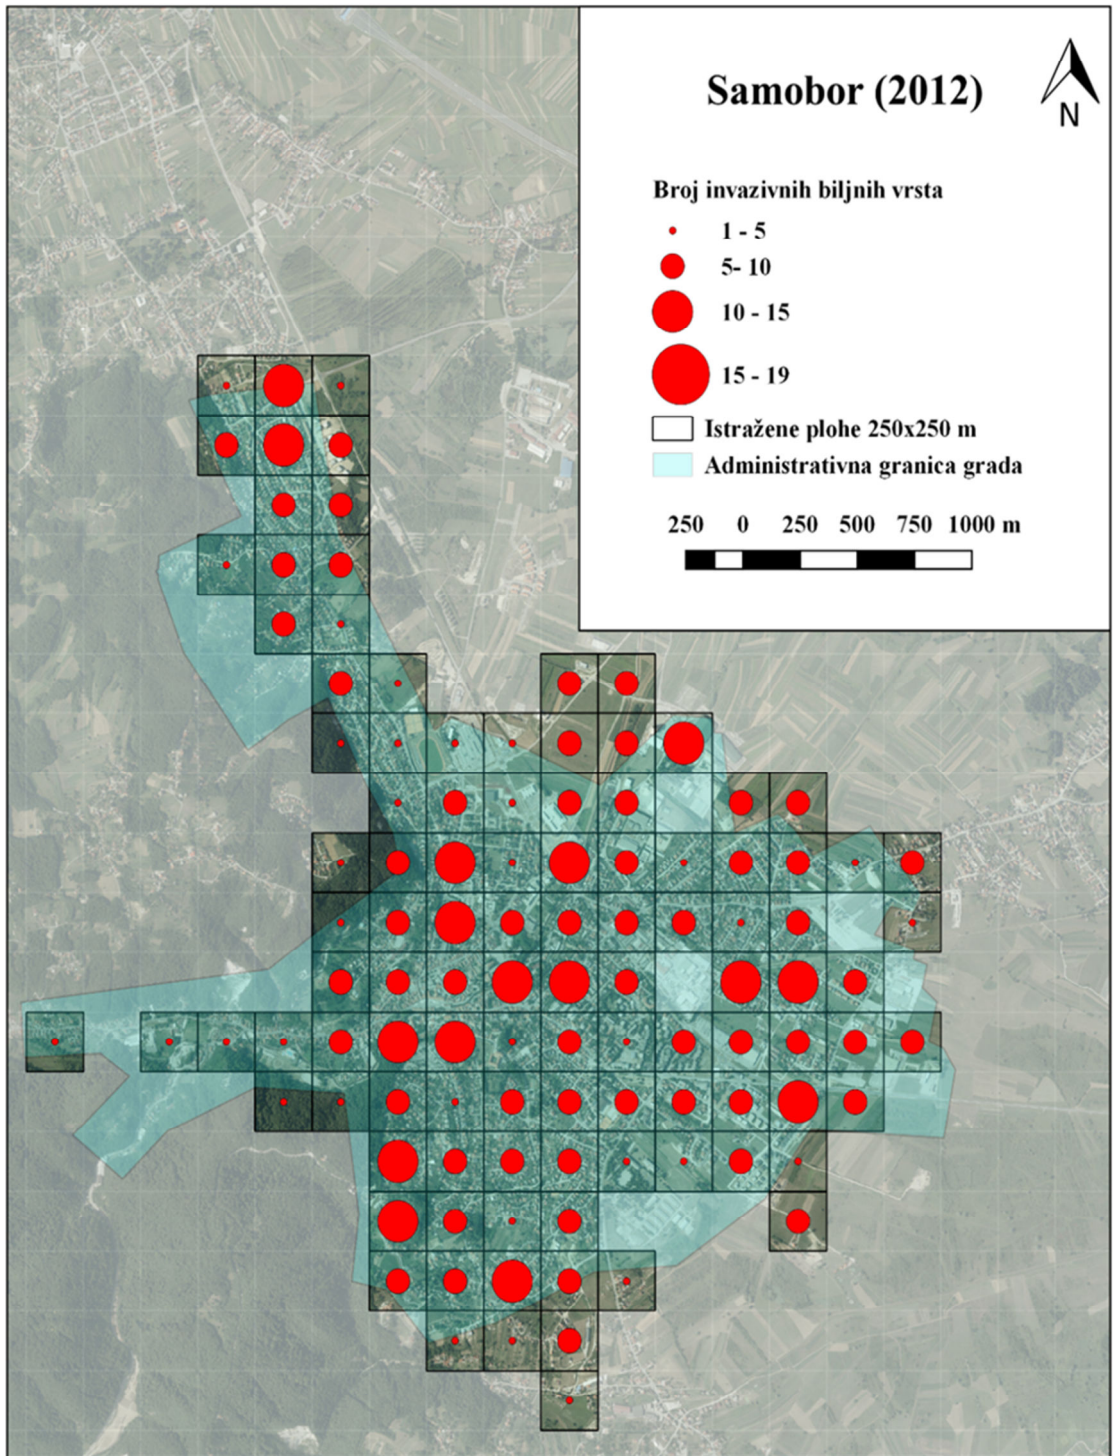 Samobor (2012)
N
Broj invazivnih biljnih vrsta
1 - 5
5- 10
10 - 15
15 - 19
Istražene plohe 250x250 m
Administrativna granica grada
250 0 250 500 750 1000 m